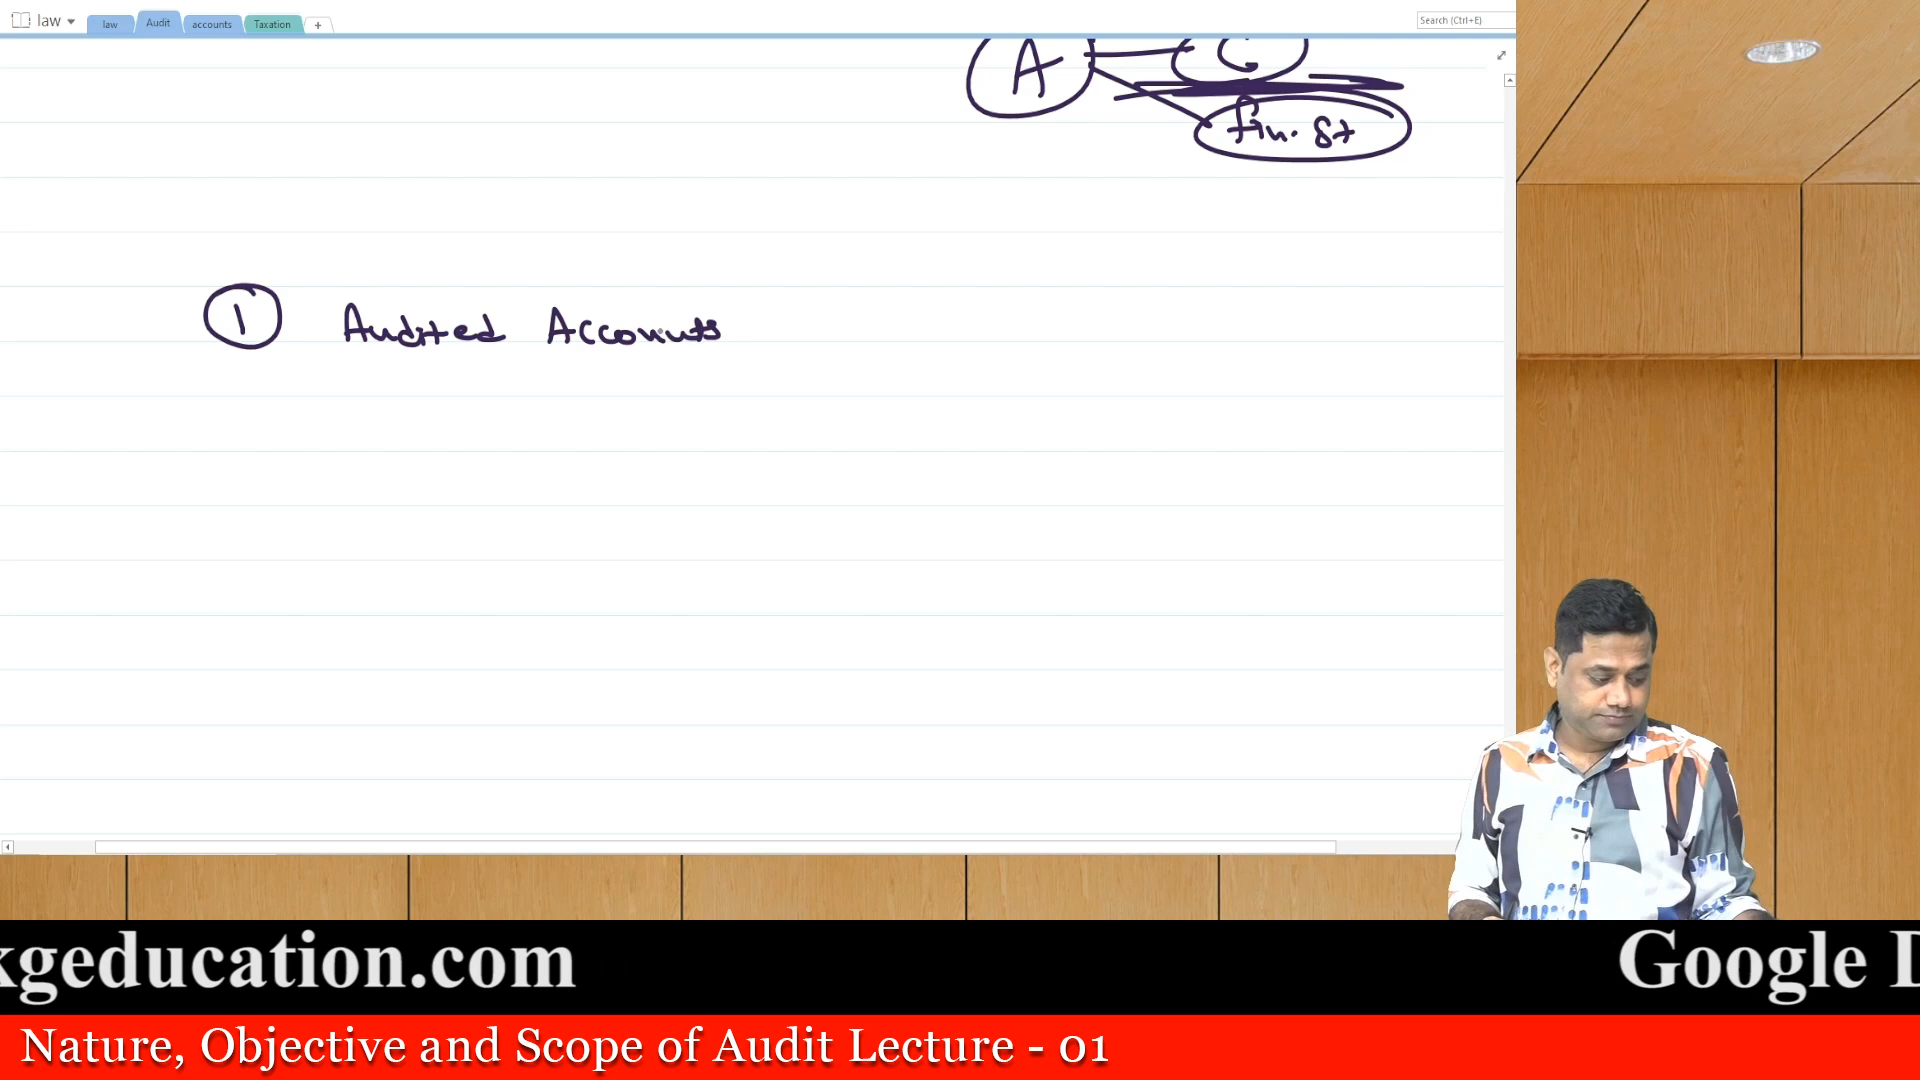 law
law Audit accounts Taxation +
Search (Ctrl+E)
A C
fin. St
① Audited Accounts
kgeducation.com
Google D
Nature, Objective and Scope of Audit Lecture - 01